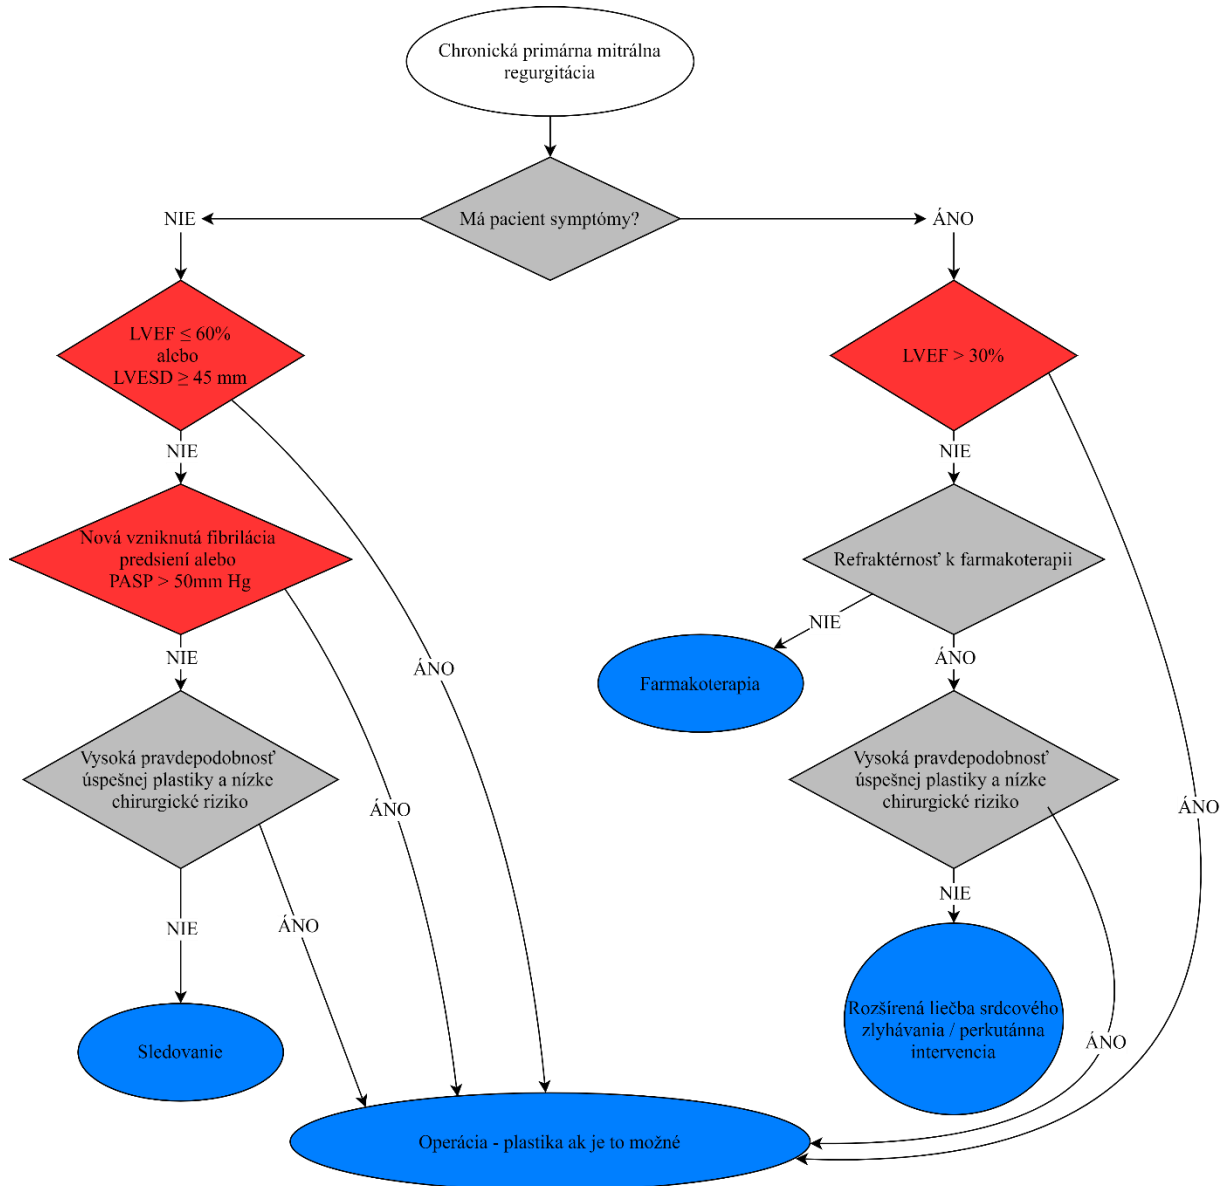 Chronická primárna mitrálna
regurgitácia
Má pacient symptómy?
NIE
ÁNO
LVEF ≤ 60%
alebo
LVESD ≥ 45 mm
LVEF > 30%
NIE
NIE
Nová vzniknutá fibrilácia
predsiení alebo
PASP > 50mm Hg
Refraktérnosť k farmakoterapii
NIE
NIE
ÁNO
ÁNO
Farmakoterapia
Vysoká pravdepodobnosť
úspešnej plastiky a nízke
chirurgické riziko
Vysoká pravdepodobnosť
úspešnej plastiky a nízke
chirurgické riziko
ÁNO
ÁNO
NIE
NIE
ÁNO
Rozšírená liečba srdcového
zlyhávania / perkutánna
intervencia
Sledovanie
ÁNO
Operácia - plastika ak je to možné